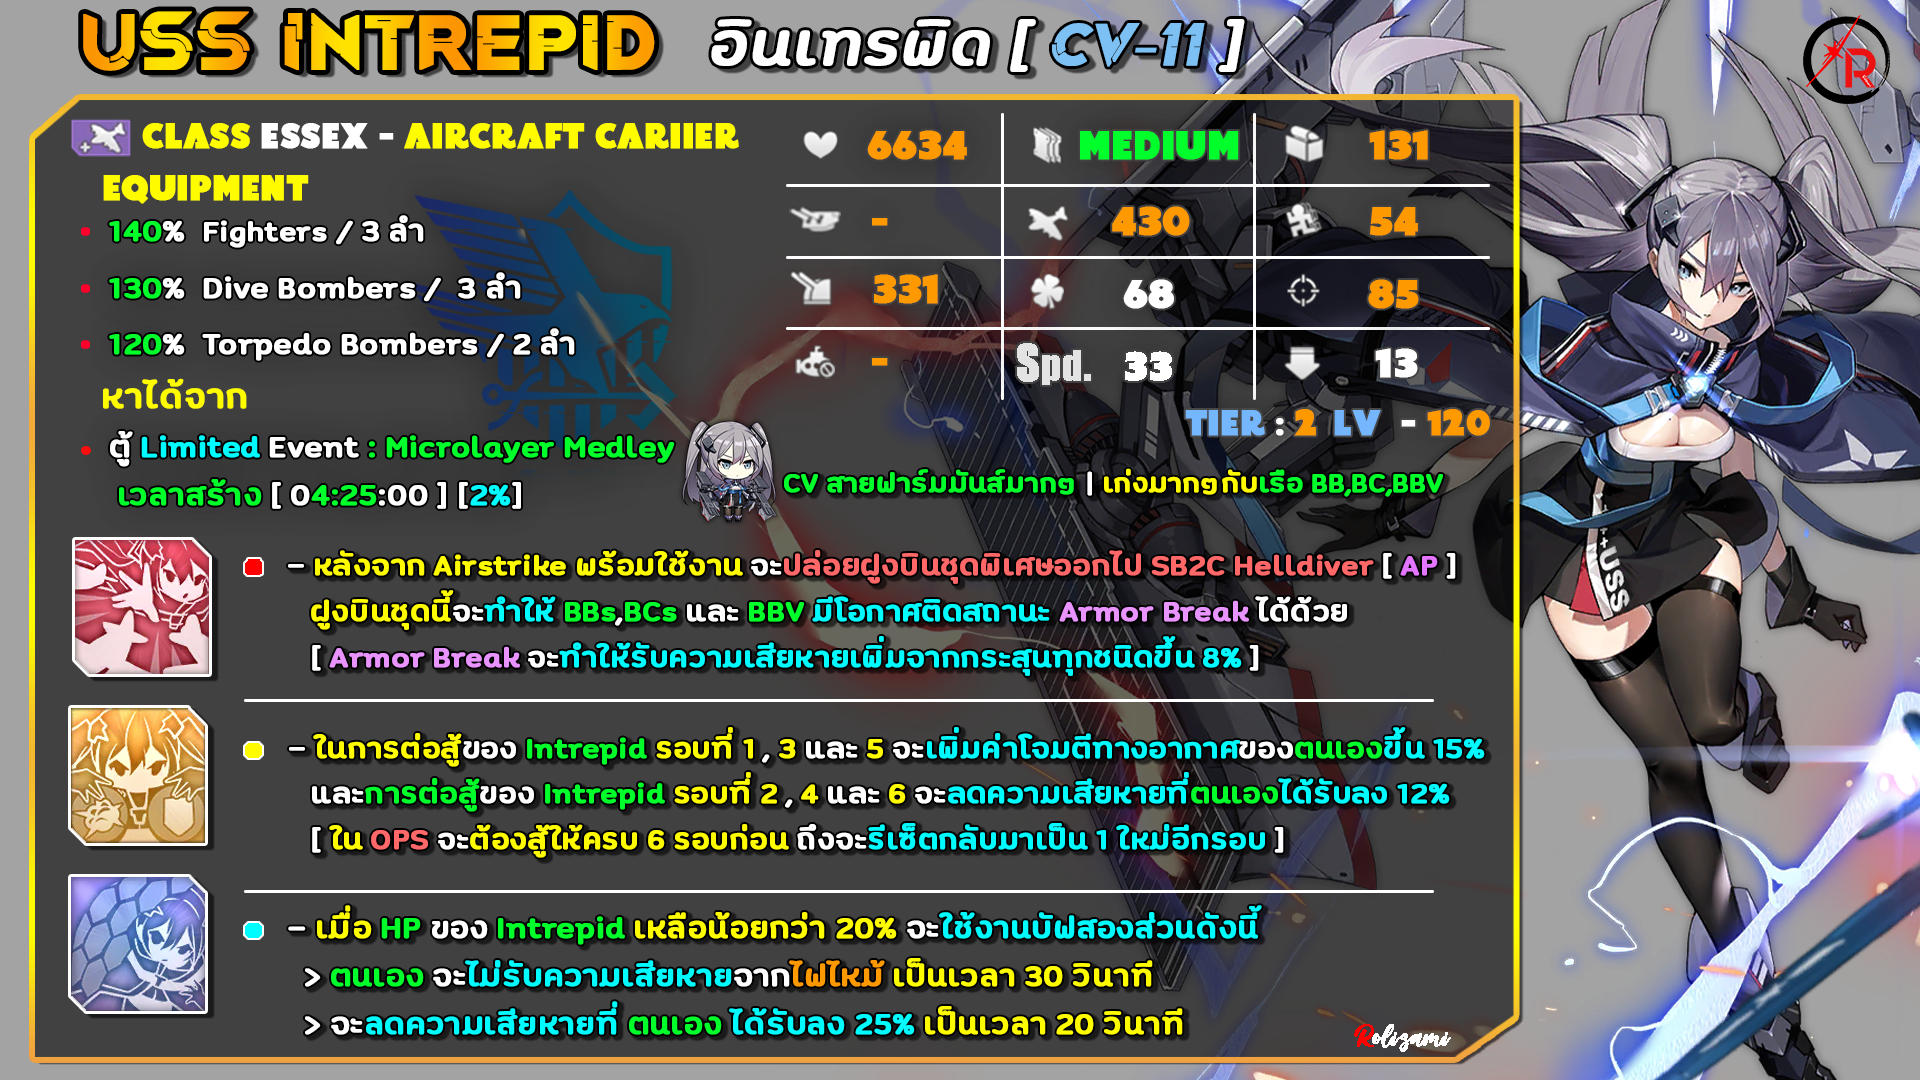 USS INTREPID อินเทรพิด [ CV-11 ]
R
CLASS ESSEX - AIRCRAFT CARIIER
EQUIPMENT
• 140% Fighters / 3 ลำ
• 130% Dive Bombers / 3 ลำ
• 120% Torpedo Bombers / 2 ลำ
หาได้จาก
• ตู้ Limited Event : Microlayer Medley
เวลาสร้าง [ 04:25:00 ] [2%]
6634 MEDIUM 131
- 430 54
331 68 85
- Spd. 33 13
TIER : 2 LV - 120
CV สายฟาร์มมันส์มากๆ | เก่งมากๆกับเรือ BB,BC,BBV
– หลังจาก Airstrike พร้อมใช้งาน จะปล่อยฝูงบินชุดพิเศษออกไป SB2C Helldiver [ AP ]
ฝูงบินชุดนี้จะทำให้ BBs,BCs และ BBV มีโอกาศติดสถานะ Armor Break ได้ด้วย
[ Armor Break จะทำให้รับความเสียหายเพิ่มจากกระสุนทุกชนิดขึ้น 8% ]
– ในการต่อสู้ของ Intrepid รอบที่ 1 , 3 และ 5 จะเพิ่มค่าโจมตีทางอากาศของตนเองขึ้น 15%
และการต่อสู้ของ Intrepid รอบที่ 2 , 4 และ 6 จะลดความเสียหายที่ตนเองได้รับลง 12%
[ ใน OPS จะต้องสู้ให้ครบ 6 รอบก่อน ถึงจะรีเซ็ตกลับมาเป็น 1 ใหม่อีกรอบ ]
– เมื่อ HP ของ Intrepid เหลือน้อยกว่า 20% จะใช้งานบัฟสองส่วนดังนี้
> ตนเอง จะไม่รับความเสียหายจากไฟไหม้ เป็นเวลา 30 วินาที
> จะลดความเสียหายที่ ตนเอง ได้รับลง 25% เป็นเวลา 20 วินาที
Rolizami
++USS